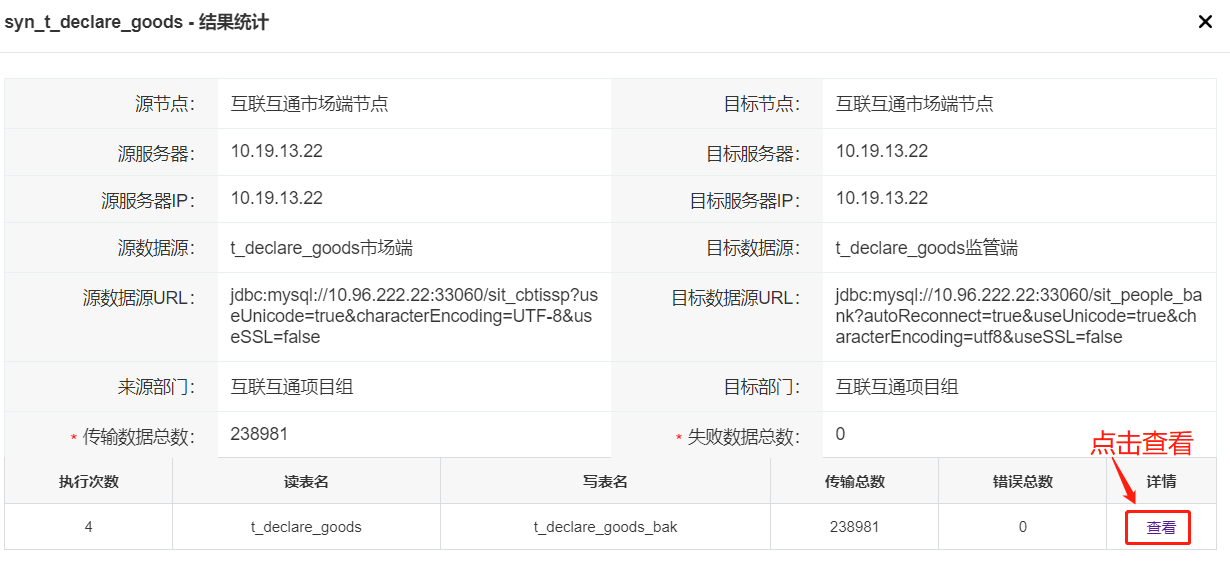 syn_t_declare_goods - 结果统计
源节点： 互联互通市场端节点 目标节点： 互联互通市场端节点
源服务器： 10.19.13.22 目标服务器： 10.19.13.22
源服务器IP： 10.19.13.22 目标服务器IP： 10.19.13.22
源数据源： t_declare_goods市场端 目标数据源： t_declare_goods监管端
源数据源URL： jdbc:mysql://10.96.222.22:33060/sit_cbtissp?us 目标数据源URL： jdbc:mysql://10.96.222.22:33060/sit_people_ba
eUnicode=true&characterEncoding=UTF-8&us nk?autoReconnect=true&useUnicode=true&ch
eSSL=false aracterEncoding=utf8&useSSL=false
来源部门： 互联互通项目组 目标部门： 互联互通项目组
* 传输数据总数： 238981 * 失败数据总数： 0
点击查看
执行次数 读表名 写表名 传输总数 错误总数 详情
4 t_declare_goods t_declare_goods_bak 238981 0 查看